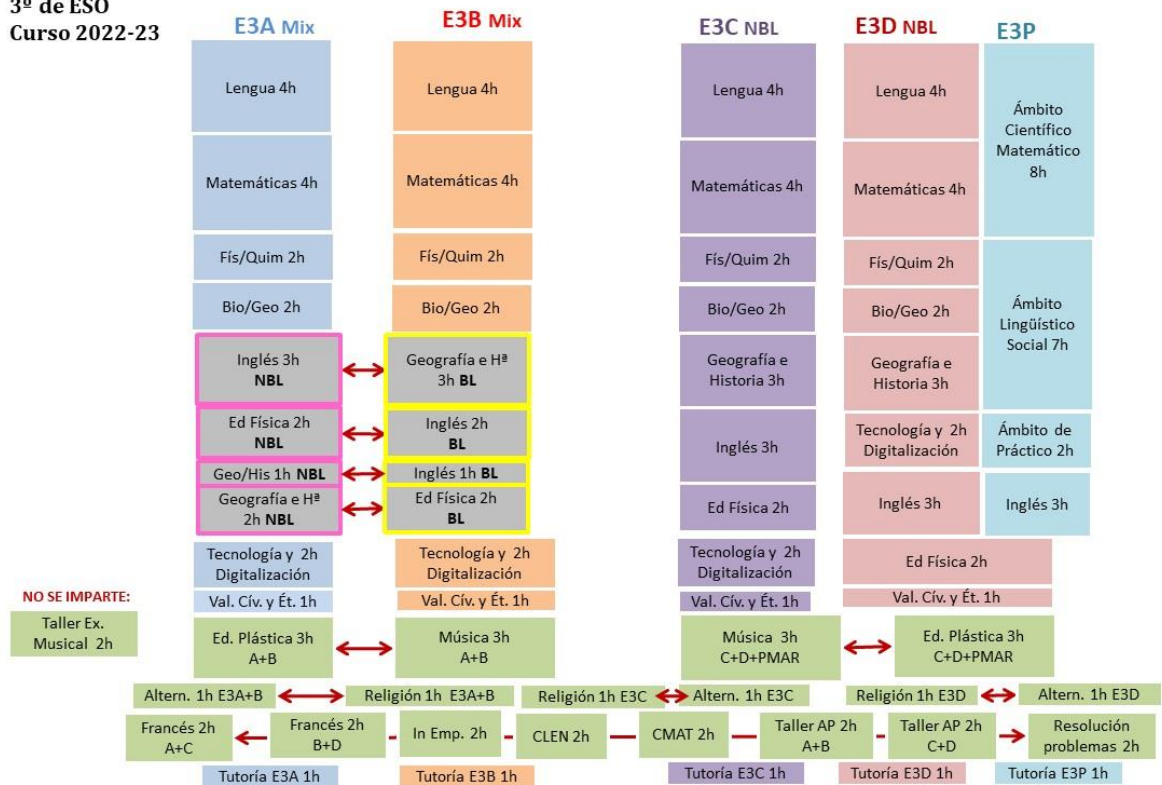 3º de ESO
Curso 2022-23
E3A Mix
E3B Mix
E3C NBL
E3D NBL
E3P
Lengua 4h
Lengua 4h
Lengua 4h
Lengua 4h
Ámbito
Científico
Matemático
8h
Matemáticas 4h
Matemáticas 4h
Matemáticas 4h
Matemáticas 4h
Fís/Quim 2h
Fís/Quim 2h
Fís/Quim 2h
Fís/Quim 2h
Ámbito
Lingüístico
Social 7h
Bio/Geo 2h
Bio/Geo 2h
Bio/Geo 2h
Bio/Geo 2h
Inglés 3h
NBL
Geografía e Hª
3h BL
Geografía e
Historia 3h
Geografía e
Historia 3h
Ed Física 2h
NBL
Inglés 2h
BL
Inglés 3h
Tecnología y 2h
Digitalización
Ámbito de
Práctico 2h
Geo/His 1h NBL
Inglés 1h BL
Geografía e Hª
2h NBL
Ed Física 2h
BL
Ed Física 2h
Inglés 3h
Inglés 3h
Tecnología y 2h
Digitalización
Tecnología y 2h
Digitalización
Tecnología y 2h
Digitalización
Ed Física 2h
Val. Cív. y Ét. 1h
Val. Cív. y Ét. 1h
Val. Cív. y Ét. 1h
Val. Cív. y Ét. 1h
NO SE IMPARTE:
Taller Ex.
Musical 2h
Ed. Plástica 3h
A+B
Música 3h
A+B
Música 3h
C+D+PMAR
Ed. Plástica 3h
C+D+PMAR
Altern. 1h E3A+B
Religión 1h E3A+B
Religión 1h E3C
Altern. 1h E3C
Religión 1h E3D
Altern. 1h E3D
Francés 2h
A+C
Francés 2h
B+D
In Emp. 2h
CLEN 2h
CMAT 2h
Taller AP 2h
A+B
Taller AP 2h
C+D
Resolución
problemas 2h
Tutoría E3A 1h
Tutoría E3B 1h
Tutoría E3C 1h
Tutoría E3D 1h
Tutoría E3P 1h